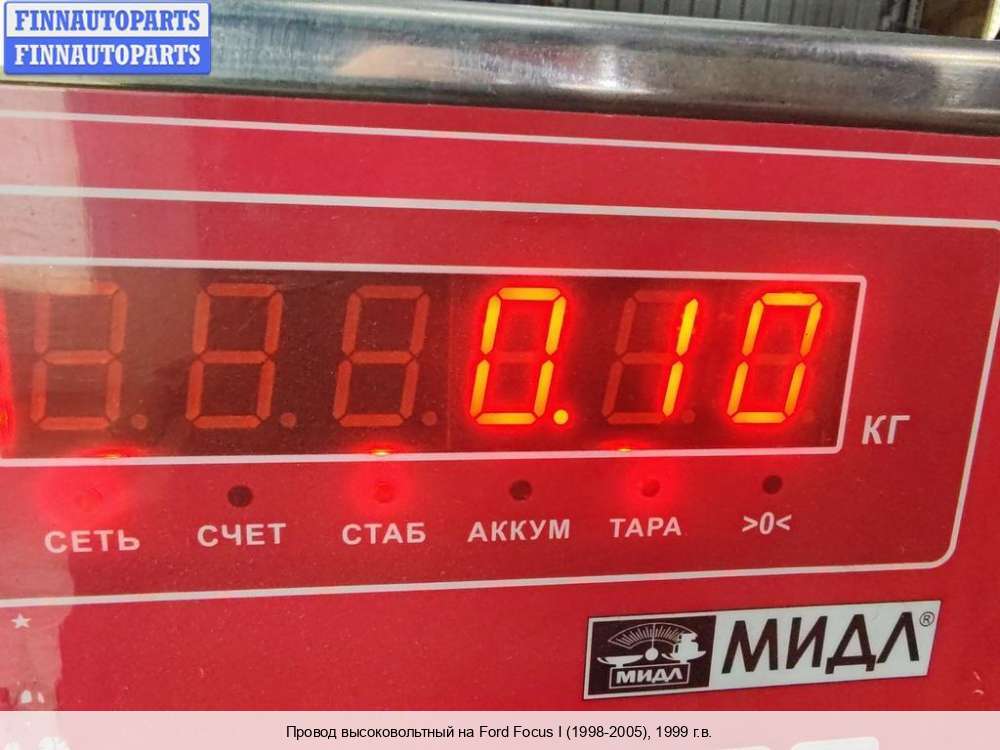 FINNAUTOPARTS
FINNAUTOPARTS
0.10
КГ
СЕТЬ СЧЕТ СТАБ АККУМ ТАРА >0<
МИДЛ МИДЛ®
Провод высоковольтный на Ford Focus I (1998-2005), 1999 г.в.